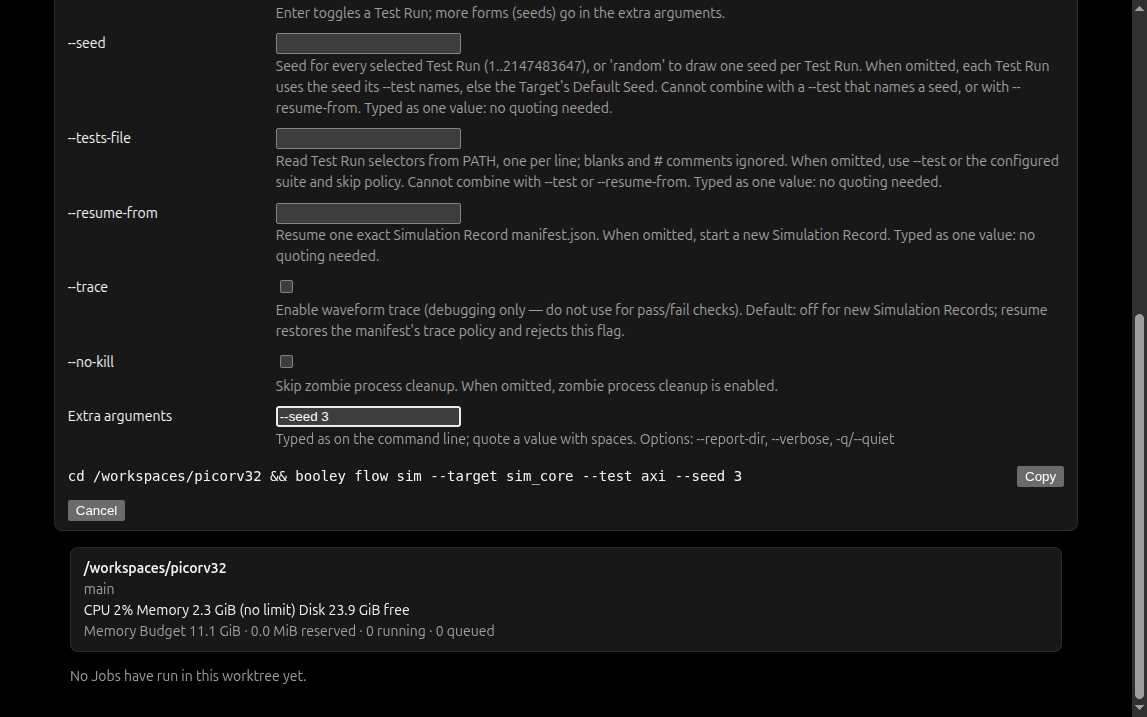 Enter toggles a Test Run; more forms (seeds) go in the extra arguments.
--seed
Seed for every selected Test Run (1..2147483647), or 'random' to draw one seed per Test Run. When omitted, each Test Run
uses the seed its --test names, else the Target's Default Seed. Cannot combine with a --test that names a seed, or with --
resume-from. Typed as one value: no quoting needed.
--tests-file
Read Test Run selectors from PATH, one per line; blanks and # comments ignored. When omitted, use --test or the configured
suite and skip policy. Cannot combine with --test or --resume-from. Typed as one value: no quoting needed.
--resume-from
Resume one exact Simulation Record manifest.json. When omitted, start a new Simulation Record. Typed as one value: no
quoting needed.
--trace
Enable waveform trace (debugging only — do not use for pass/fail checks). Default: off for new Simulation Records; resume
restores the manifest's trace policy and rejects this flag.
--no-kill
Skip zombie process cleanup. When omitted, zombie process cleanup is enabled.
Extra arguments
--seed 3
Typed as on the command line; quote a value with spaces. Options: --report-dir, --verbose, -q/--quiet
cd /workspaces/picorv32 && booley flow sim --target sim_core --test axi --seed 3
Copy
Cancel
/workspaces/picorv32
main
CPU 2% Memory 2.3 GiB (no limit) Disk 23.9 GiB free
Memory Budget 11.1 GiB · 0.0 MiB reserved · 0 running · 0 queued
No Jobs have run in this worktree yet.